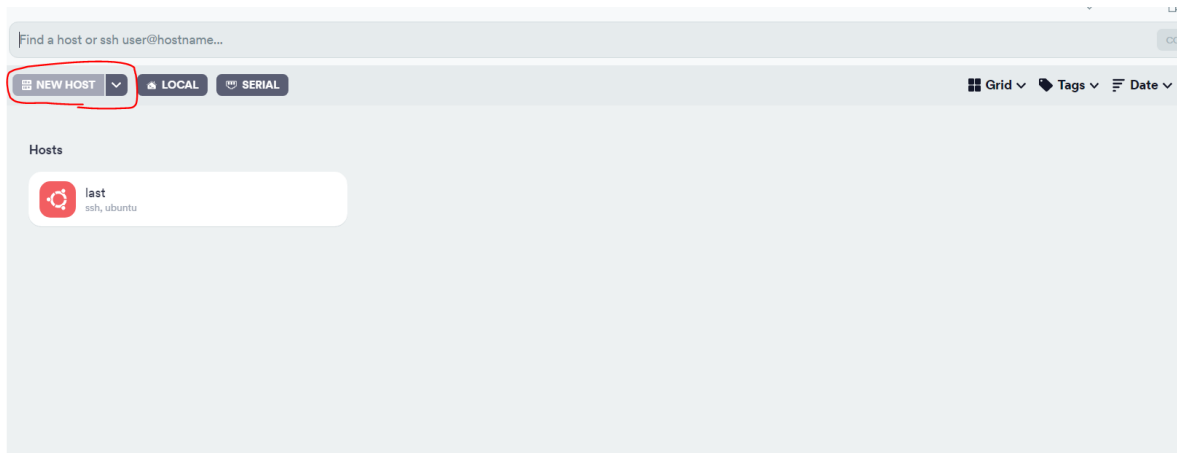 Find a host or ssh user@hostname...
NEW HOST LOCAL SERIAL Grid Tags Date
Hosts
last
ssh, ubuntu